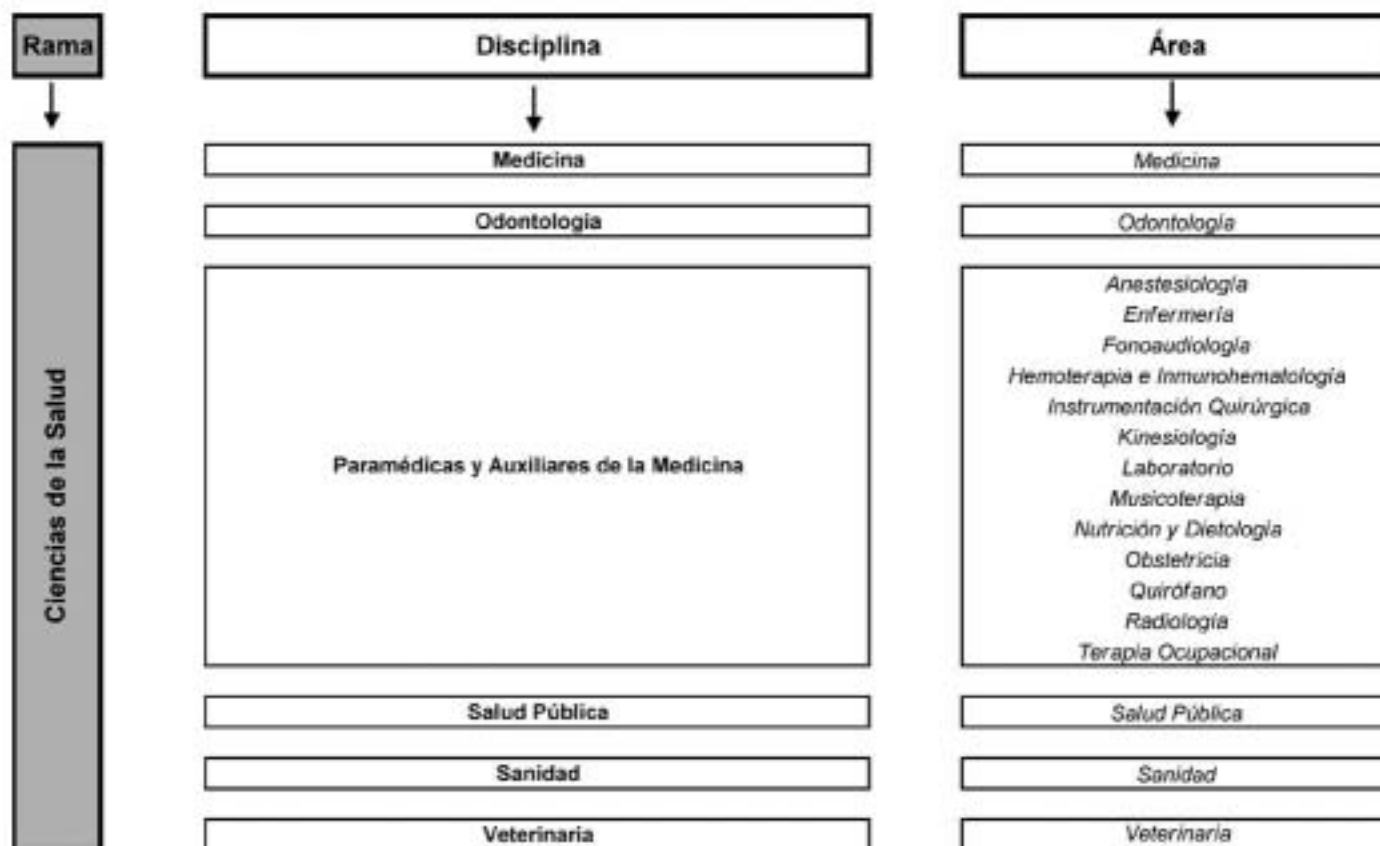 Rama
Disciplina
Área
Ciencias de la Salud
Medicina
Medicina
Odontologia
Odontología
Paramédicas y Auxiliares de la Medicina
Anestesiología
Enfermería
Fonoaudiología
Hemoterapia e Inmunohematología
Instrumentación Quirúrgica
Kinesiología
Laboratorio
Musicoterapia
Nutrición y Dietología
Obstetricia
Quirófano
Radiología
Terapia Ocupacional
Salud Pública
Salud Pública
Sanidad
Sanidad
Veterinaria
Veterinaria